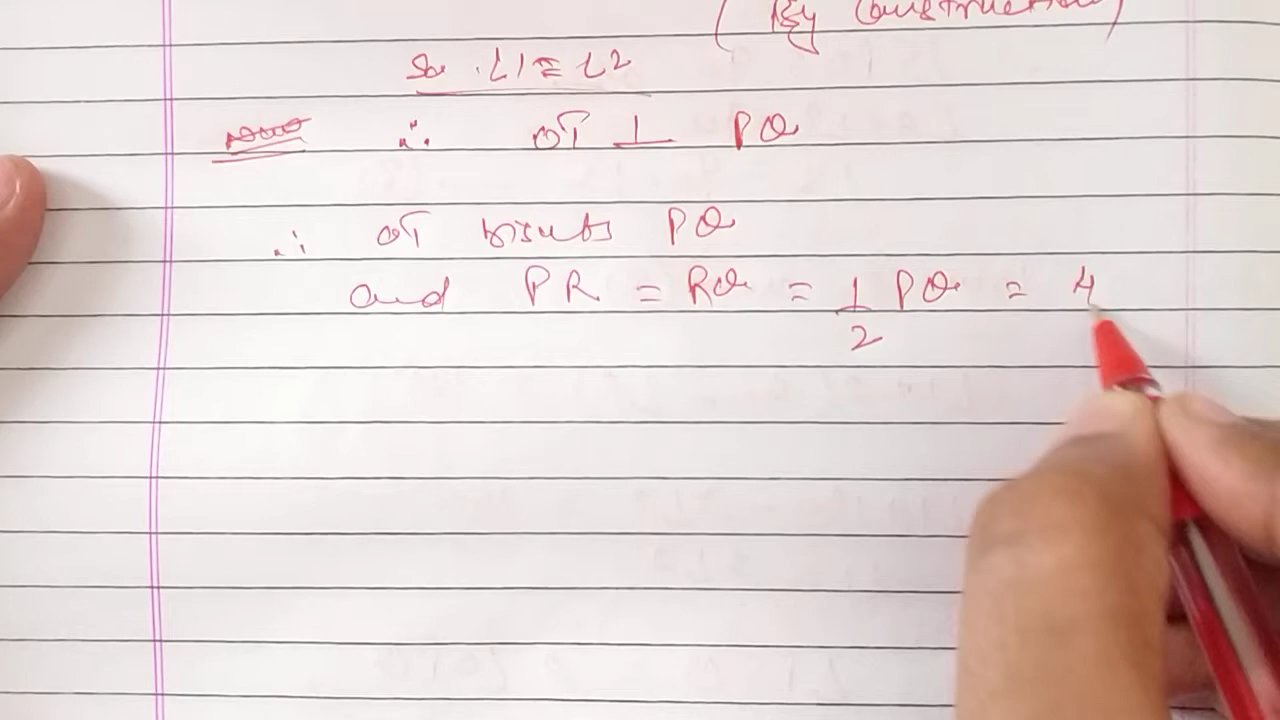 (By Construction)
So ∠1 ≅ ∠2
∴ OT ⊥ PQ
∴ OT bisects PQ
and PR = RQ = 1/2 PQ = 4